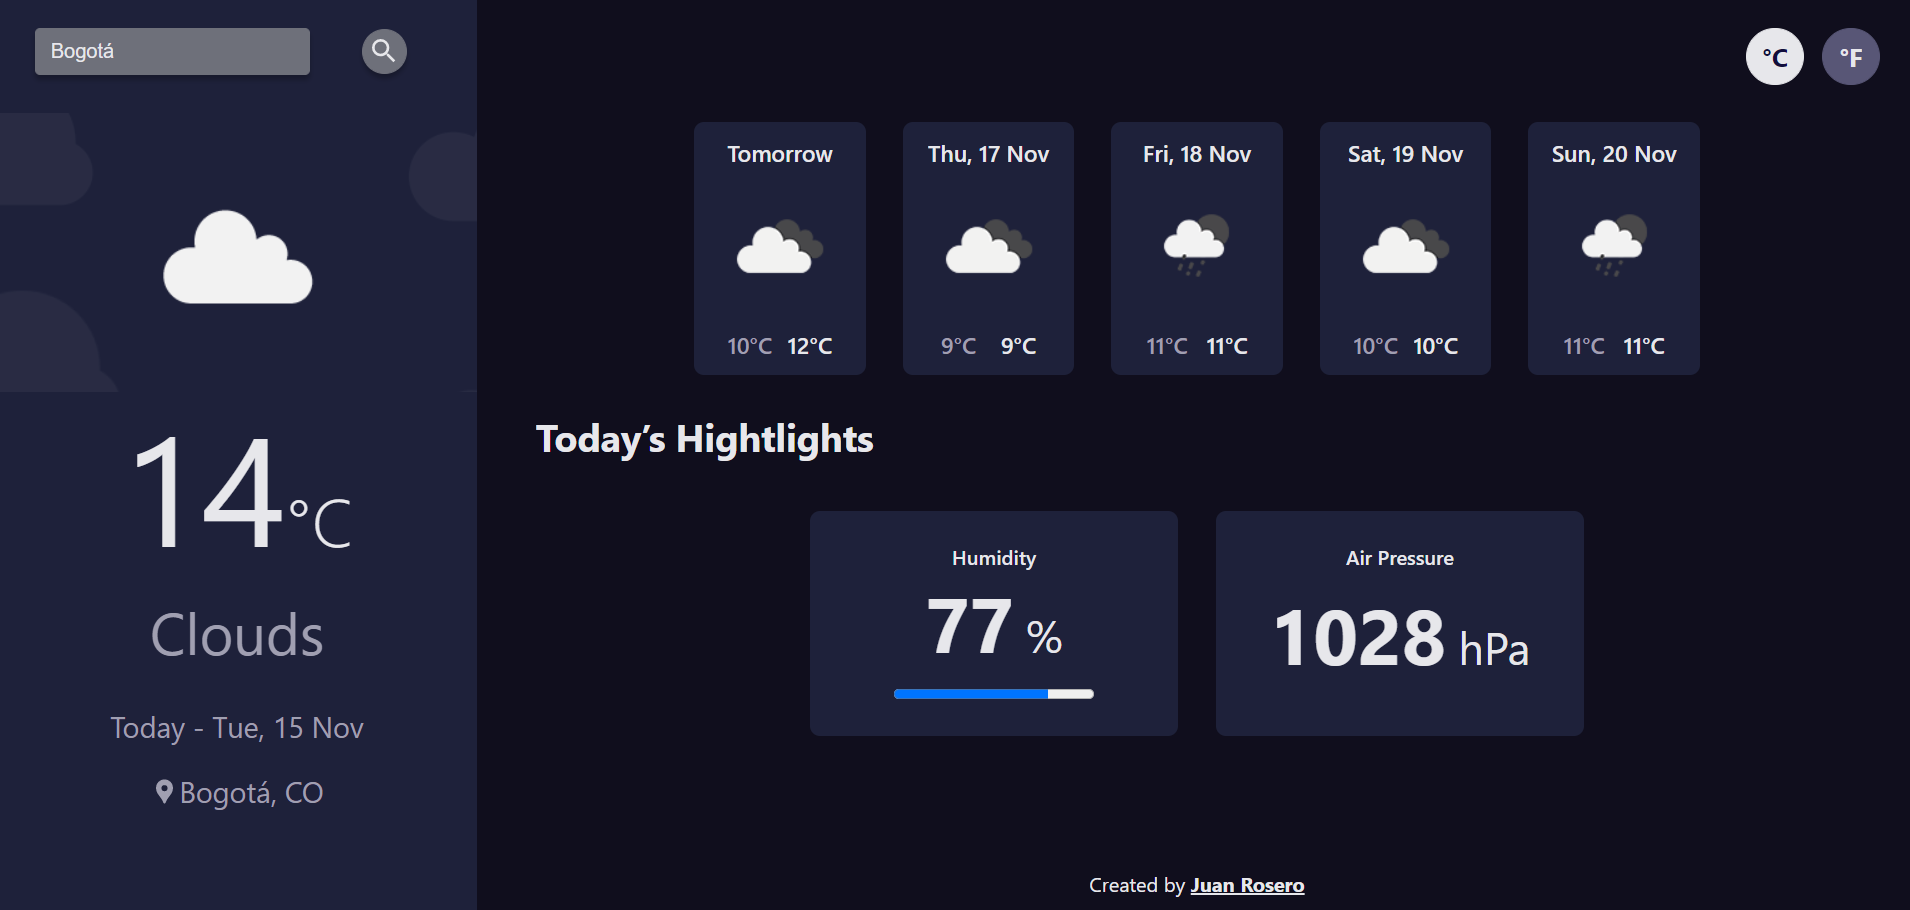 Bogotá
°C °F
Tomorrow
10°C 12°C
Thu, 17 Nov
9°C 9°C
Fri, 18 Nov
11°C 11°C
Sat, 19 Nov
10°C 10°C
Sun, 20 Nov
11°C 11°C
14°C
Clouds
Today - Tue, 15 Nov
Bogotá, CO
Today’s Hightlights
Humidity
77 %
Air Pressure
1028 hPa
Created by Juan Rosero